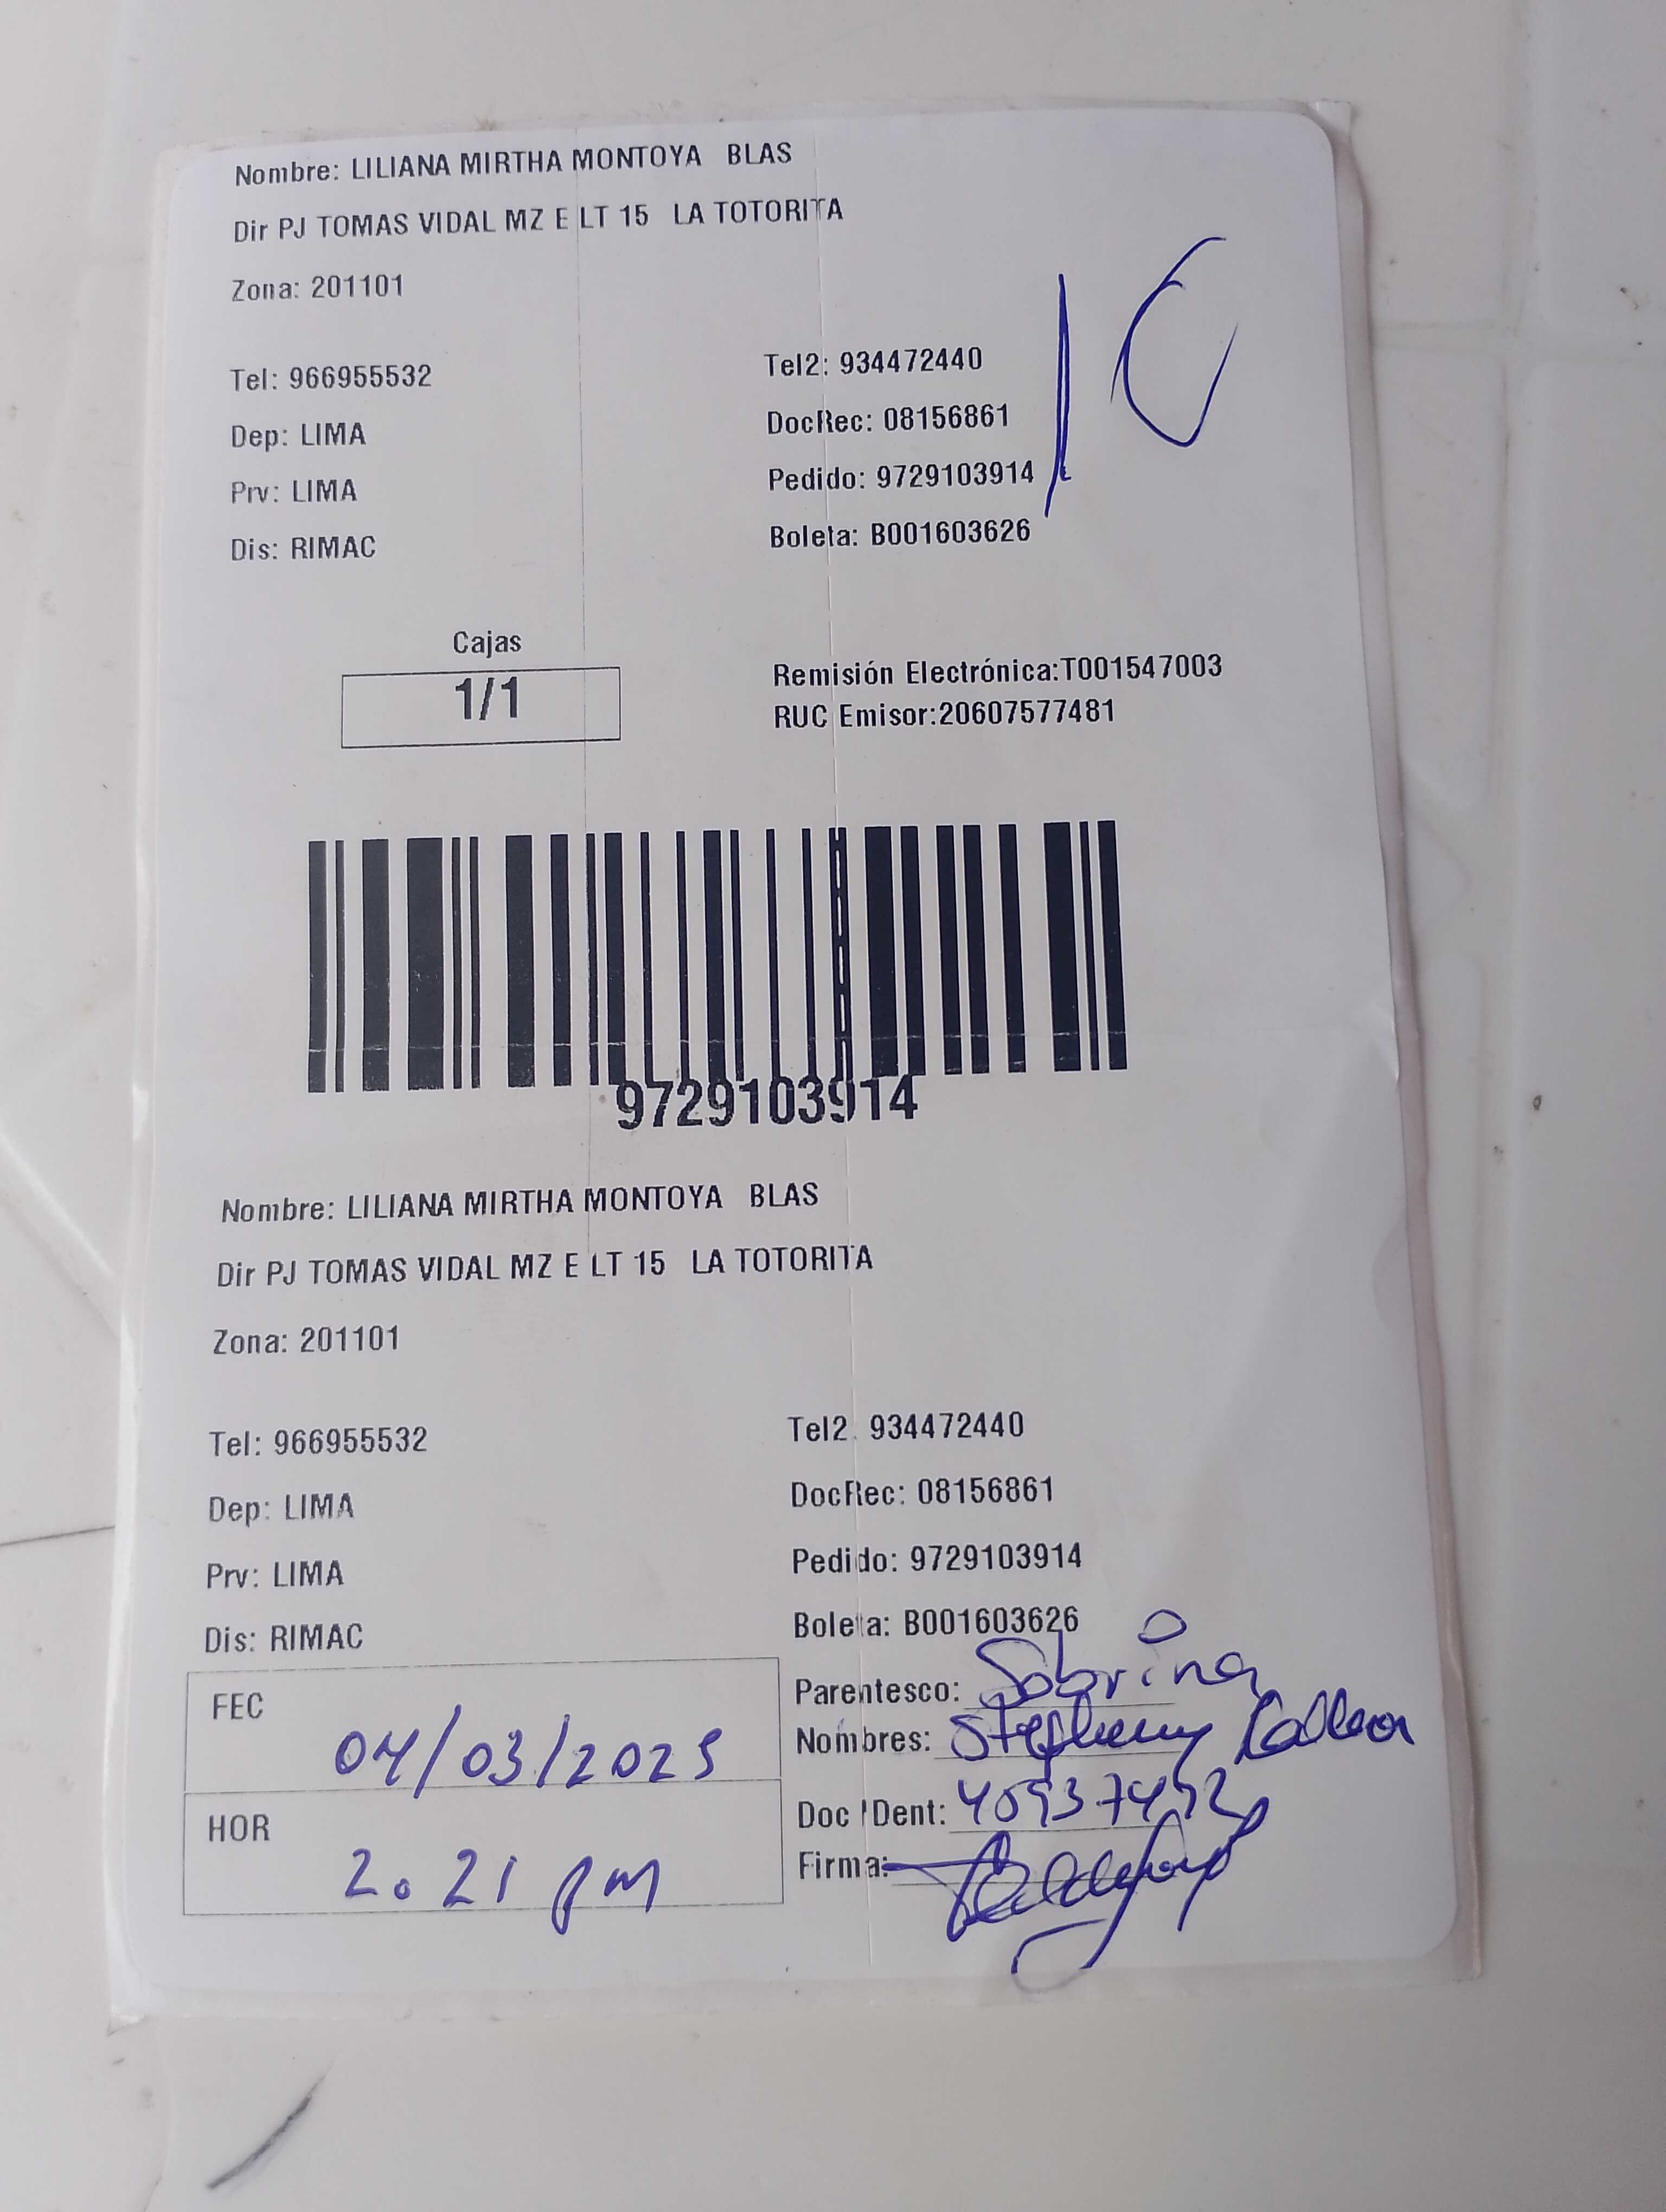 Nombre: LILIANA MIRTHA MONTOYA BLAS
Dir PJ TOMAS VIDAL MZ E LT 15 LA TOTORITA
Zona: 201101
Tel: 966955532 Tel2: 934472440
Dep: LIMA DocRec: 08156861
Prv: LIMA Pedido: 9729103914
Dis: RIMAC Boleta: B001603626
Cajas
1/1
Remisión Electrónica:T001547003
RUC Emisor:20607577481
9729103914
Nombre: LILIANA MIRTHA MONTOYA BLAS
Dir PJ TOMAS VIDAL MZ E LT 15 LA TOTORITA
Zona: 201101
Tel: 966955532 Tel2. 934472440
Dep: LIMA DocRec: 08156861
Prv: LIMA Pedido: 9729103914
Dis: RIMAC Boleta: B001603626
FEC 04/03/2025
HOR 2.21 pm
Parentesco: Sobrina
Nombres: Stephany
Doc Dent:
Firma: